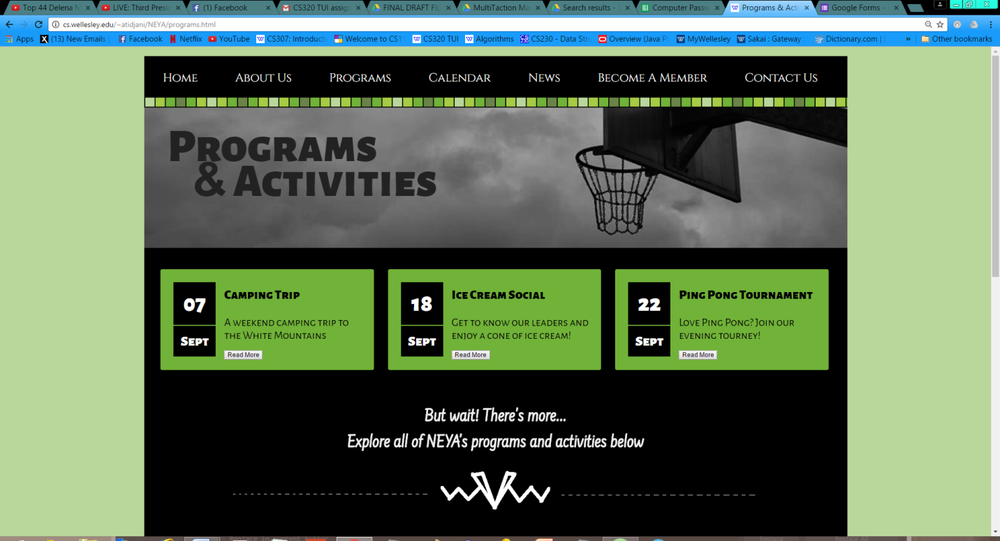 Top 44 Delena M
LIVE: Third Presi
(1) Facebook
CS320 TUI assign
FINAL DRAFT FIL
MultiTaction Ma
Search results -
Computer Passw
Programs & Acti
Google Forms -
cs.wellesley.edu/~atidjani/NEYA/programs.html
Apps
(13) New Emails
Facebook
Netflix
YouTube
CS307: Introducti
Welcome to CS1
CS320 TUI
Algorithms
CS230 - Data Stru
Overview (Java P
MyWellesley
Sakai : Gateway
Dictionary.com |
»
Other bookmarks
Home
About Us
Programs
Calendar
News
Become A Member
Contact Us
Programs
& Activities
07
Sept
Camping Trip
A weekend camping trip to
the White Mountains
Read More
18
Sept
Ice Cream Social
Get to know our leaders and
enjoy a cone of ice cream!
Read More
22
Sept
Ping Pong Tournament
Love Ping Pong? Join our
evening tourney!
Read More
But wait! There's more...
Explore all of NEYA's programs and activities below